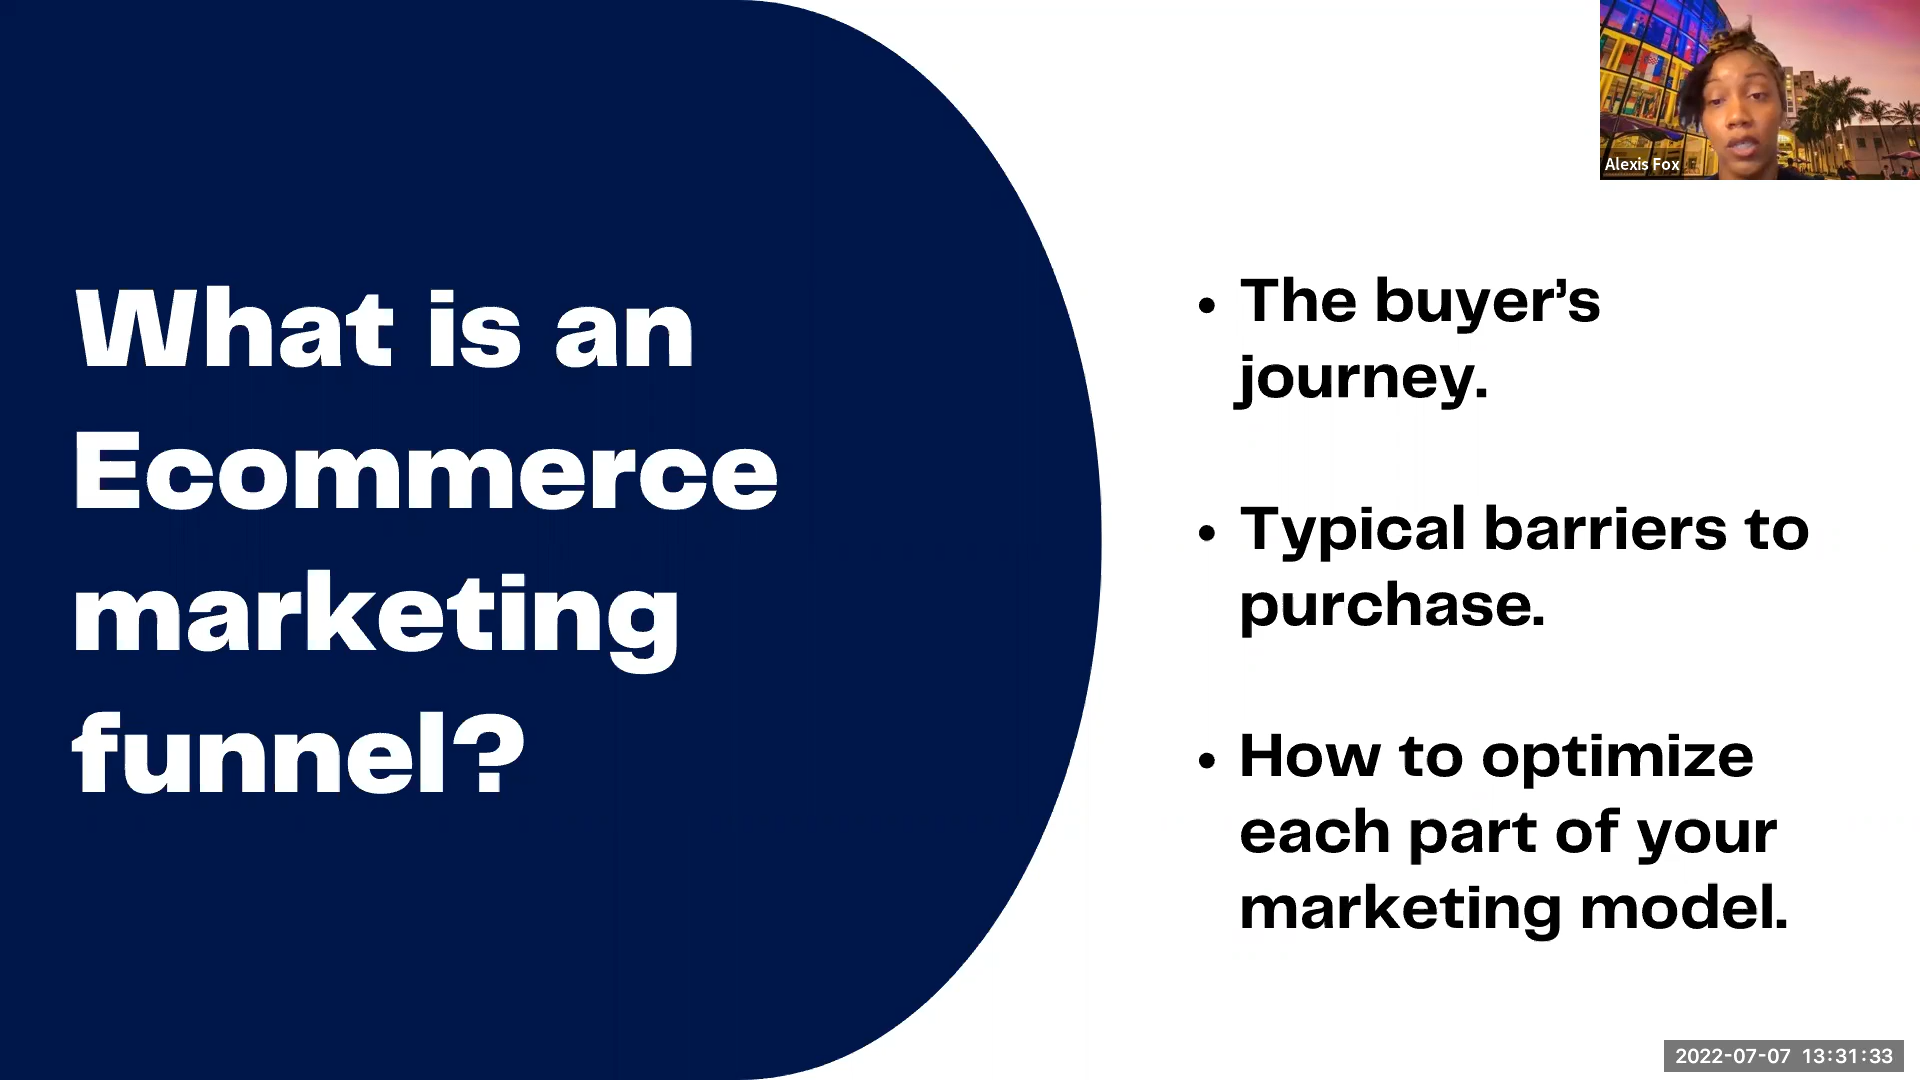 What is an
Ecommerce
marketing
funnel?
• The buyer’s
journey.
• Typical barriers to
purchase.
• How to optimize
each part of your
marketing model.
Alexis Fox
2022-07-07 13:31:33